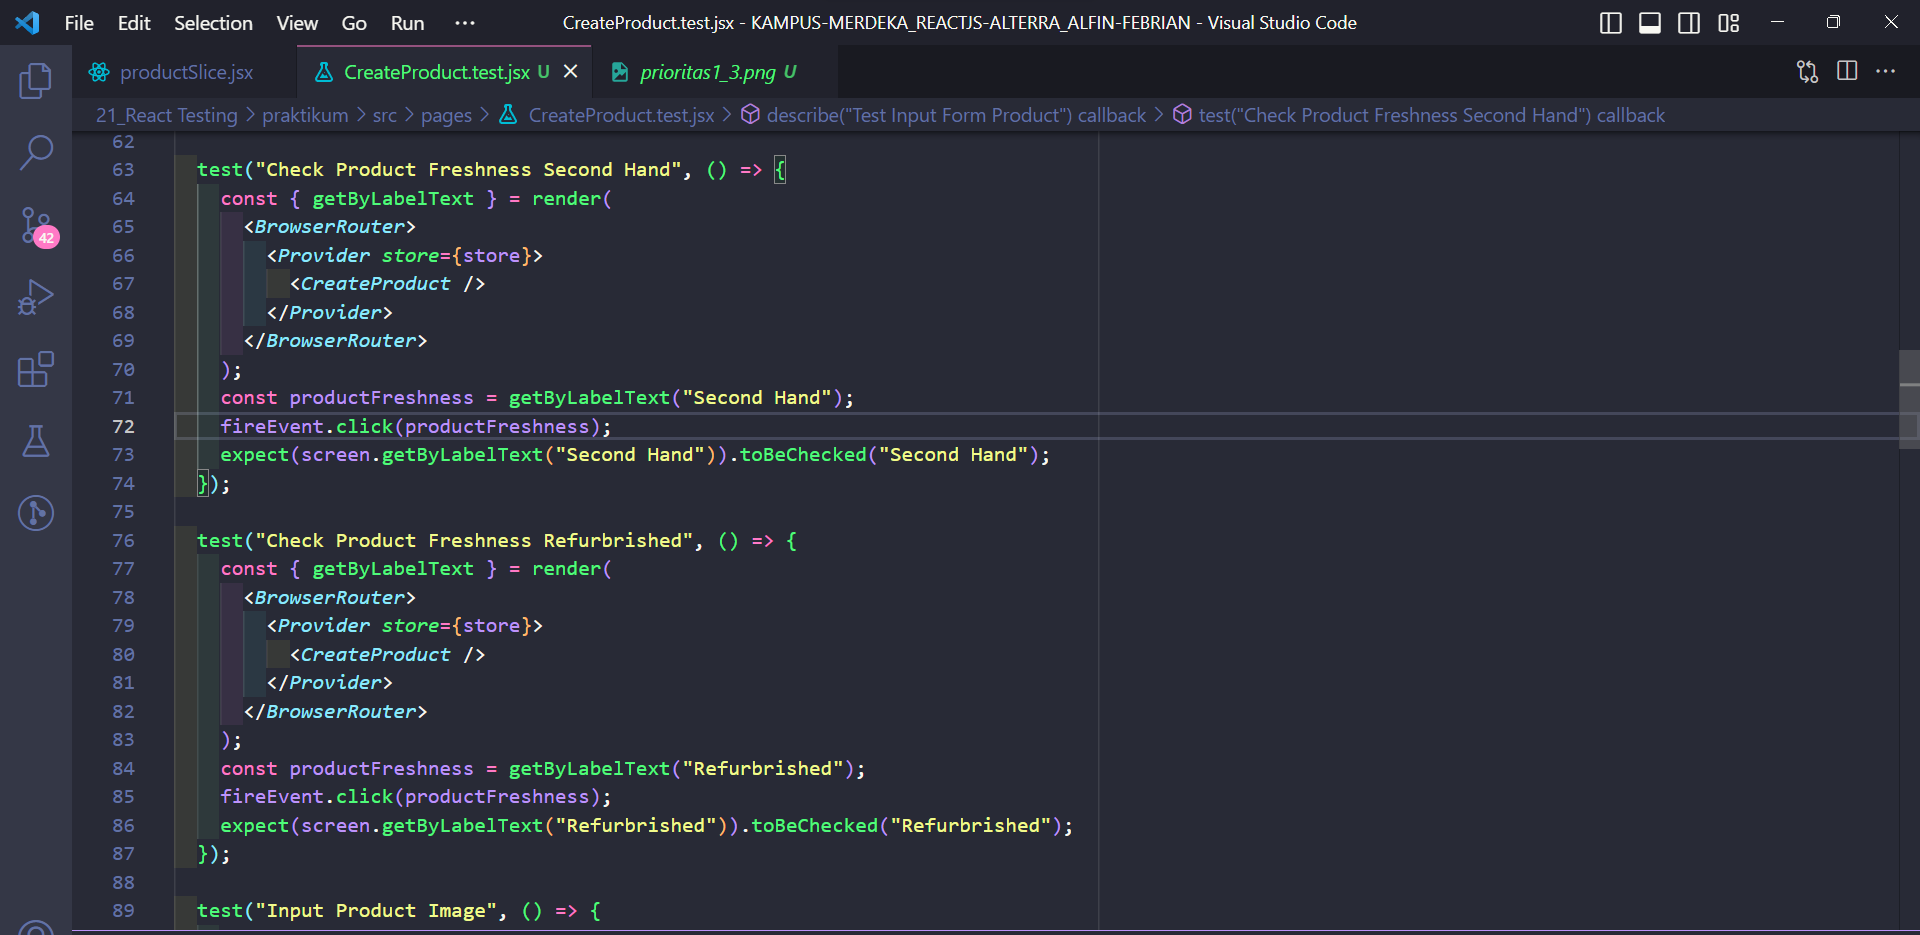 File Edit Selection View Go Run ··· CreateProduct.test.jsx - KAMPUS-MERDEKA_REACTJS-ALTERRA_ALFIN-FEBRIAN - Visual Studio Code
productSlice.jsx CreateProduct.test.jsx U prioritas1_3.png U
21_React Testing > praktikum > src > pages > CreateProduct.test.jsx > describe("Test Input Form Product") callback > test("Check Product Freshness Second Hand") callback
42
62
63 test("Check Product Freshness Second Hand", () => {
64 const { getByLabelText } = render(
65 <BrowserRouter>
66 <Provider store={store}>
67 <CreateProduct />
68 </Provider>
69 </BrowserRouter>
70 );
71 const productFreshness = getByLabelText("Second Hand");
72 fireEvent.click(productFreshness);
73 expect(screen.getByLabelText("Second Hand")).toBeChecked("Second Hand");
74 });
75
76 test("Check Product Freshness Refurbrished", () => {
77 const { getByLabelText } = render(
78 <BrowserRouter>
79 <Provider store={store}>
80 <CreateProduct />
81 </Provider>
82 </BrowserRouter>
83 );
84 const productFreshness = getByLabelText("Refurbrished");
85 fireEvent.click(productFreshness);
86 expect(screen.getByLabelText("Refurbrished")).toBeChecked("Refurbrished");
87 });
88
89 test("Input Product Image", () => {